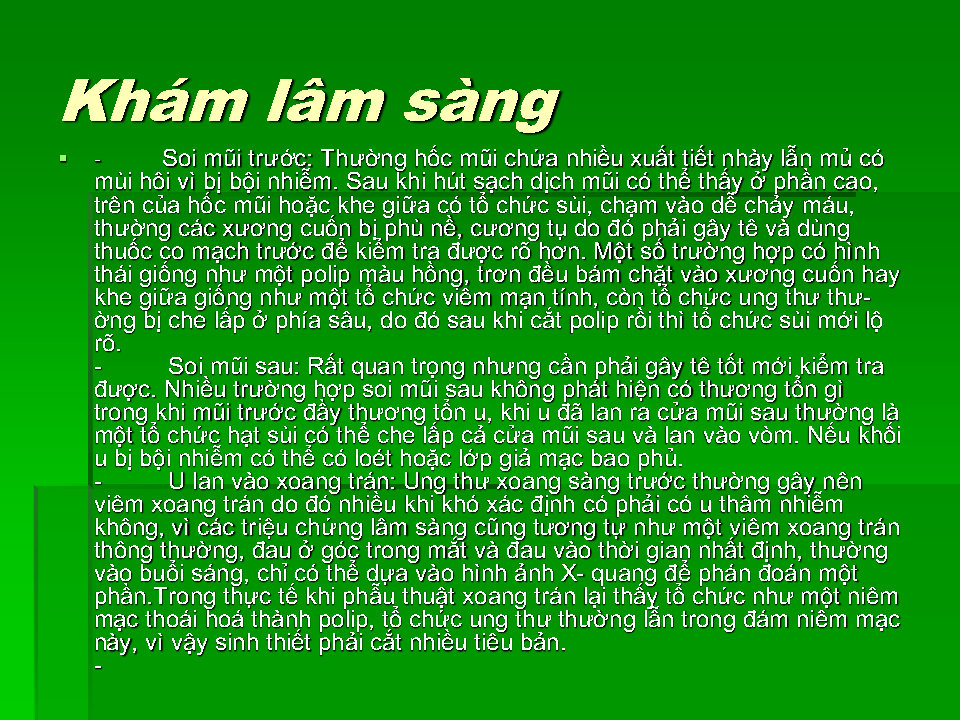 Khám lâm sàng
- Soi mũi trước: Thường hốc mũi chứa nhiều xuất tiết nhày lẫn mủ có
mùi hôi vì bị bội nhiễm. Sau khi hút sạch dịch mũi có thể thấy ở phần cao,
trên của hốc mũi hoặc khe giữa có tổ chức sùi, chạm vào dễ chảy máu,
thường các xương cuốn bị phù nề, cương tụ do đó phải gây tê và dùng
thuốc co mạch trước để kiểm tra được rõ hơn. Một số trường hợp có hình
thái giống như một polip màu hồng, trơn đều bám chặt vào xương cuốn hay
khe giữa giống như một tổ chức viêm mạn tính, còn tổ chức ung thư thư-
ờng bị che lấp ở phía sâu, do đó sau khi cắt polip rồi thì tổ chức sùi mới lộ
rõ.
- Soi mũi sau: Rất quan trọng nhưng cần phải gây tê tốt mới kiểm tra
được. Nhiều trường hợp soi mũi sau không phát hiện có thương tổn gì
trong khi mũi trước đầy thương tổn u, khi u đã lan ra cửa mũi sau thường là
một tổ chức hạt sùi có thể che lấp cả cửa mũi sau và lan vào vòm. Nếu khối
u bị bội nhiễm có thể có loét hoặc lớp giả mạc bao phủ.
- U lan vào xoang trán: Ung thư xoang sàng trước thường gây nên
viêm xoang trán do đó nhiều khi khó xác định có phải có u thâm nhiễm
không, vì các triệu chứng lâm sàng cũng tương tự như một viêm xoang trán
thông thường, đau ở góc trong mắt và đau vào thời gian nhất định, thường
vào buổi sáng, chỉ có thể dựa vào hình ảnh X- quang để phán đoán một
phần.Trong thực tế khi phẫu thuật xoang trán lại thấy tổ chức như một niêm
mạc thoái hoá thành polip, tổ chức ung thư thường lẫn trong đám niêm mạc
này, vì vậy sinh thiết phải cắt nhiều tiêu bản.
-